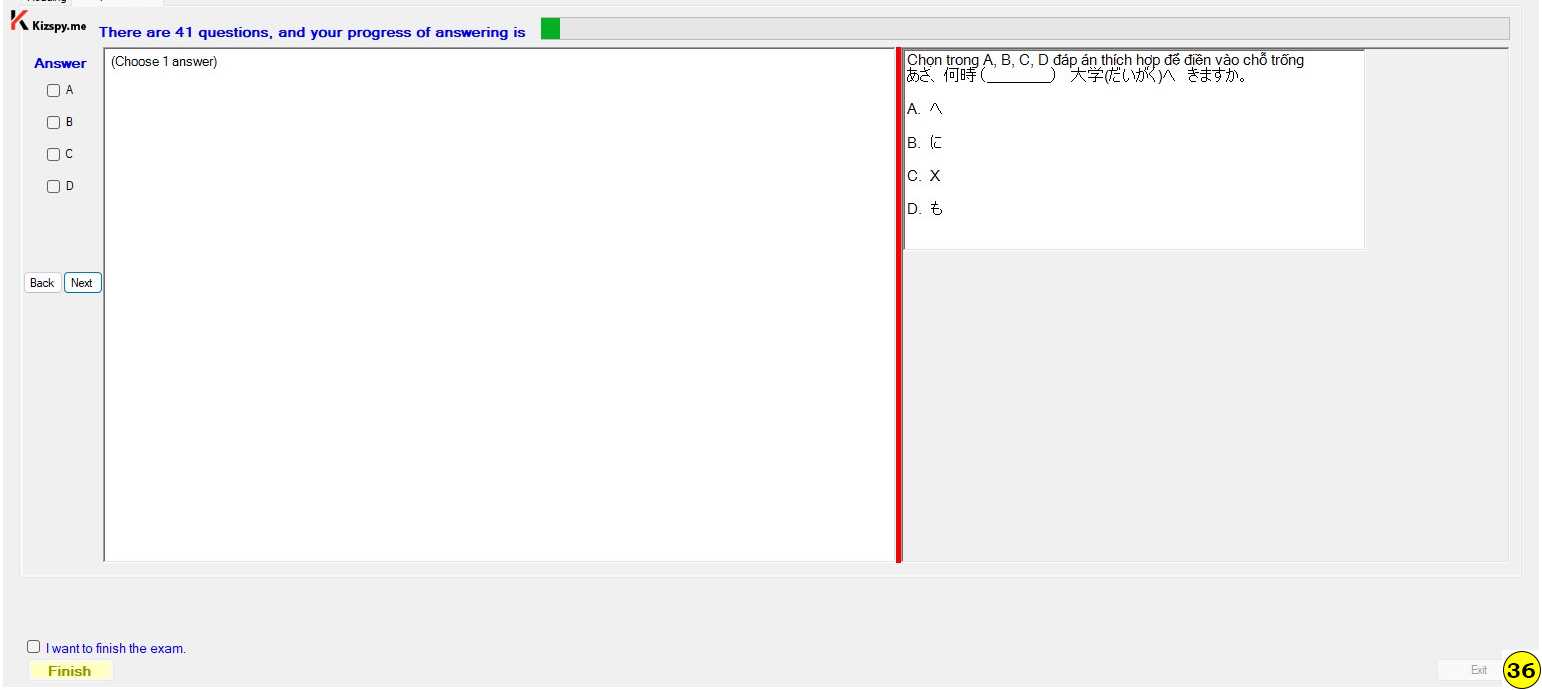 Kizspy.me
There are 41 questions, and your progress of answering is
Answer
A
B
C
D
Back
Next
(Choose 1 answer)
Chọn trong A, B, C, D đáp án thích hợp để điền vào chỗ trống
あさ、何時(________) 大学(だいがく)へ きますか。
A. へ
B. に
C. X
D. も
I want to finish the exam.
Finish
Exit
36